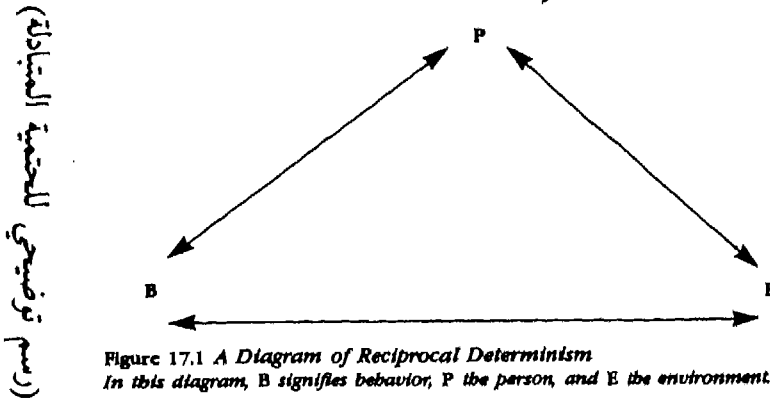 P
B
E
Figure 17.1 A Diagram of Reciprocal Determinism
In this diagram, B signifies behavior, P the person, and E the environment.
(رسم توضيحي للحتمية المتبادلة)